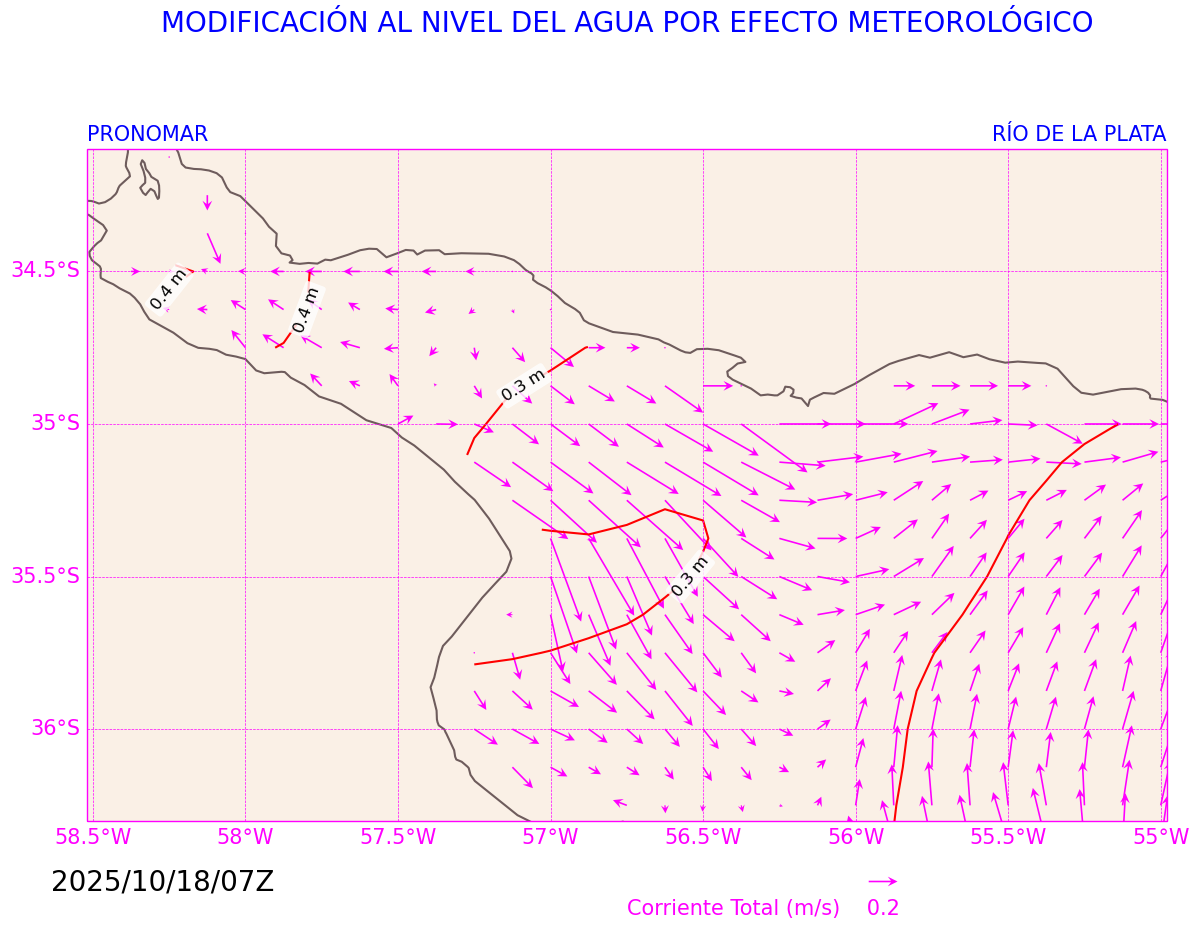 MODIFICACIÓN AL NIVEL DEL AGUA POR EFECTO METEOROLÓGICO
PRONOMAR
RÍO DE LA PLATA
34.5°S
0.4 m
0.4 m
0.3 m
35°S
35.5°S
0.3 m
36°S
58.5°W
58°W
57.5°W
57°W
56.5°W
56°W
55.5°W
55°W
2025/10/18/07Z
Corriente Total (m/s)
0.2